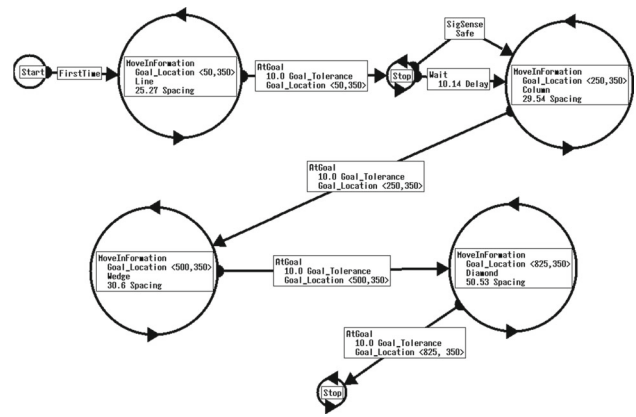 Start
FirstTime
MoveInFormation
Goal_Location <50,350>
Line
25.27 Spacing
AtGoal
10.0 Goal_Tolerance
Goal_Location <50,350>
Stop
SigSense
Safe
Wait
10.14 Delay
MoveInFormation
Goal_Location <250,350>
Column
29.54 Spacing
AtGoal
10.0 Goal_Tolerance
Goal_Location <250,350>
MoveInFormation
Goal_Location <500,350>
Wedge
30.6 Spacing
AtGoal
10.0 Goal_Tolerance
Goal_Location <500,350>
MoveInFormation
Goal_Location <825,350>
Diamond
50.53 Spacing
AtGoal
10.0 Goal_Tolerance
Goal_Location <825, 350>
Stop